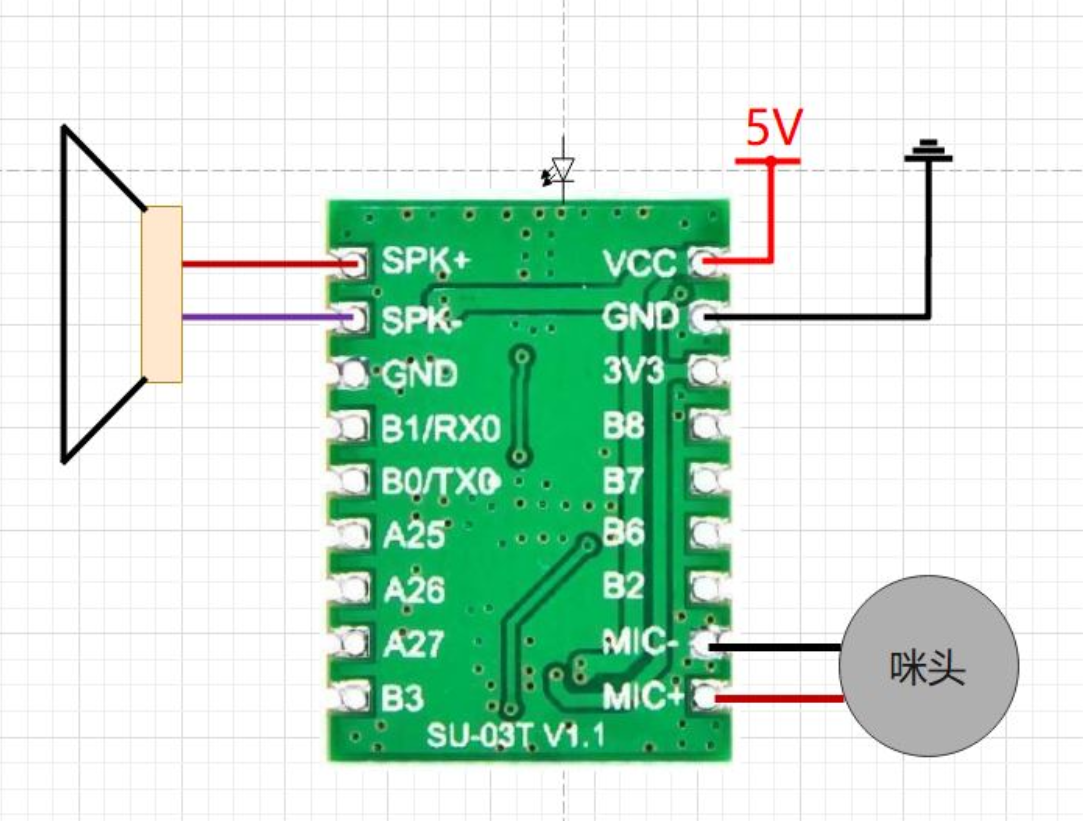 5V
SPK+
VCC
SPK-
GND
GND
3V3
B1/RX0
B8
B0/TX0
B7
A25
B6
A26
B2
A27
MIC-
B3
MIC+
咪头
SU-03T V1.1